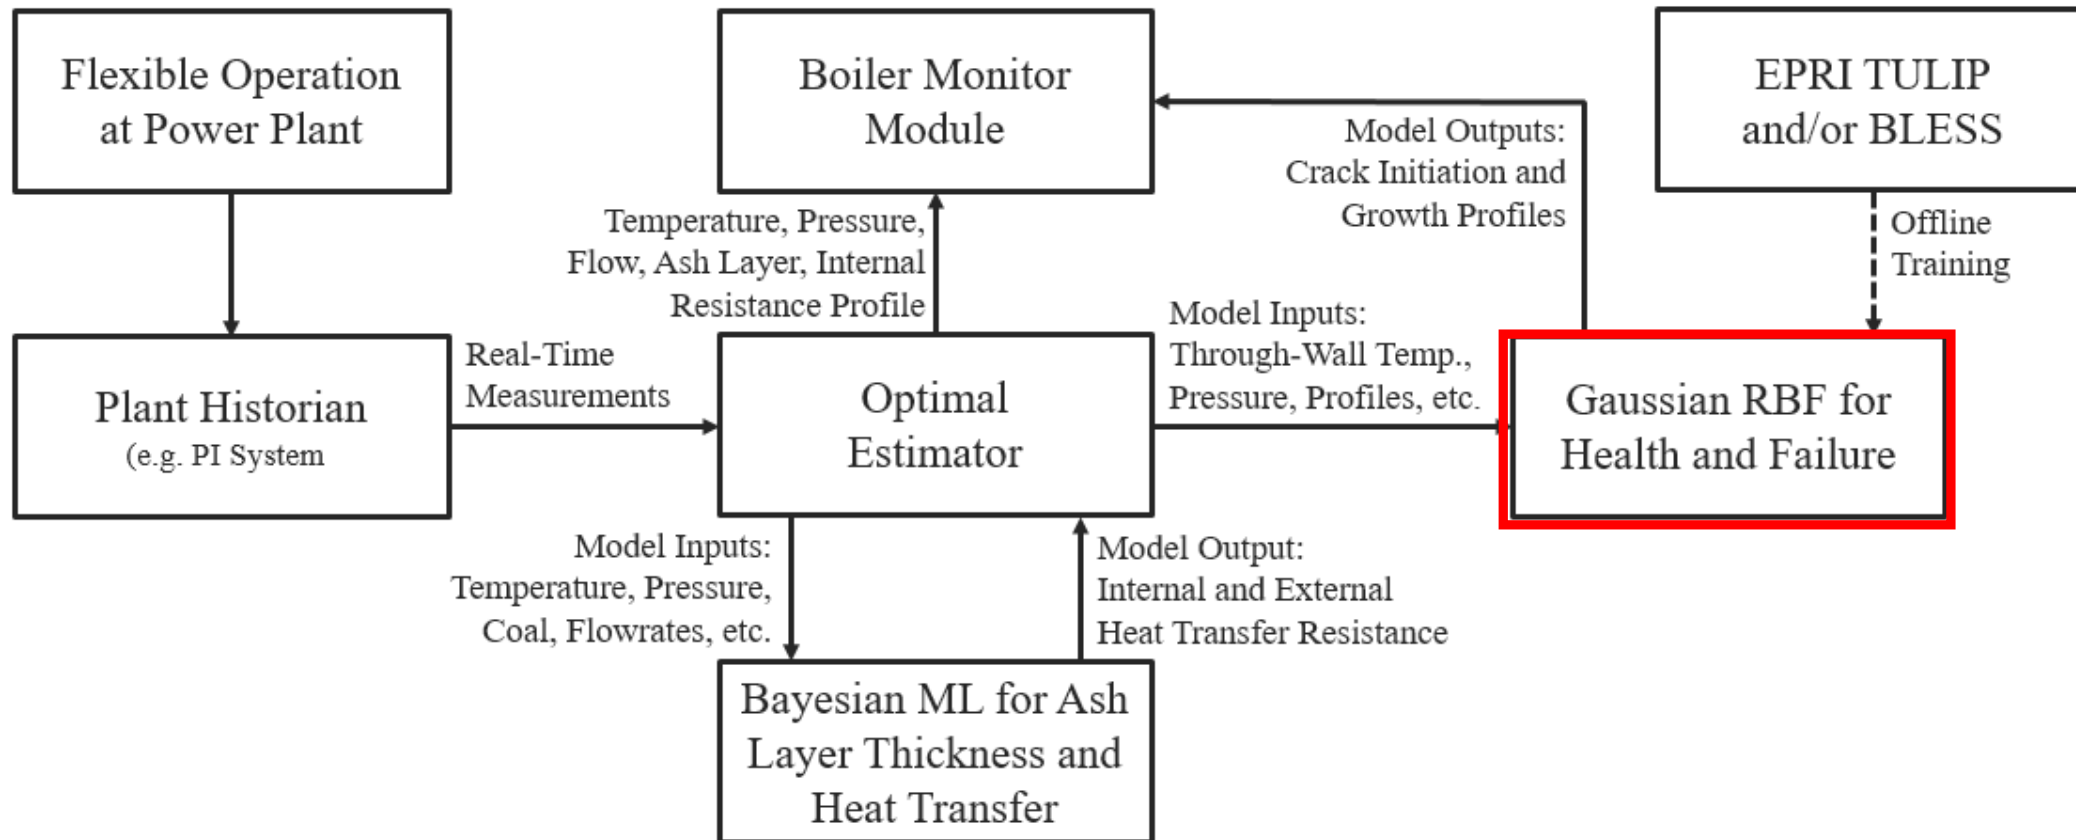 Flexible Operation
at Power Plant
Boiler Monitor
Module
EPRI TULIP
and/or BLESS
Model Outputs:
Crack Initiation and
Growth Profiles
Offline
Training
Temperature, Pressure,
Flow, Ash Layer, Internal
Resistance Profile
Plant Historian
(e.g. PI System
Real-Time
Measurements
Optimal
Estimator
Model Inputs:
Through-Wall Temp.,
Pressure, Profiles, etc.
Gaussian RBF for
Health and Failure
Model Inputs:
Temperature, Pressure,
Coal, Flowrates, etc.
Model Output:
Internal and External
Heat Transfer Resistance
Bayesian ML for Ash
Layer Thickness and
Heat Transfer